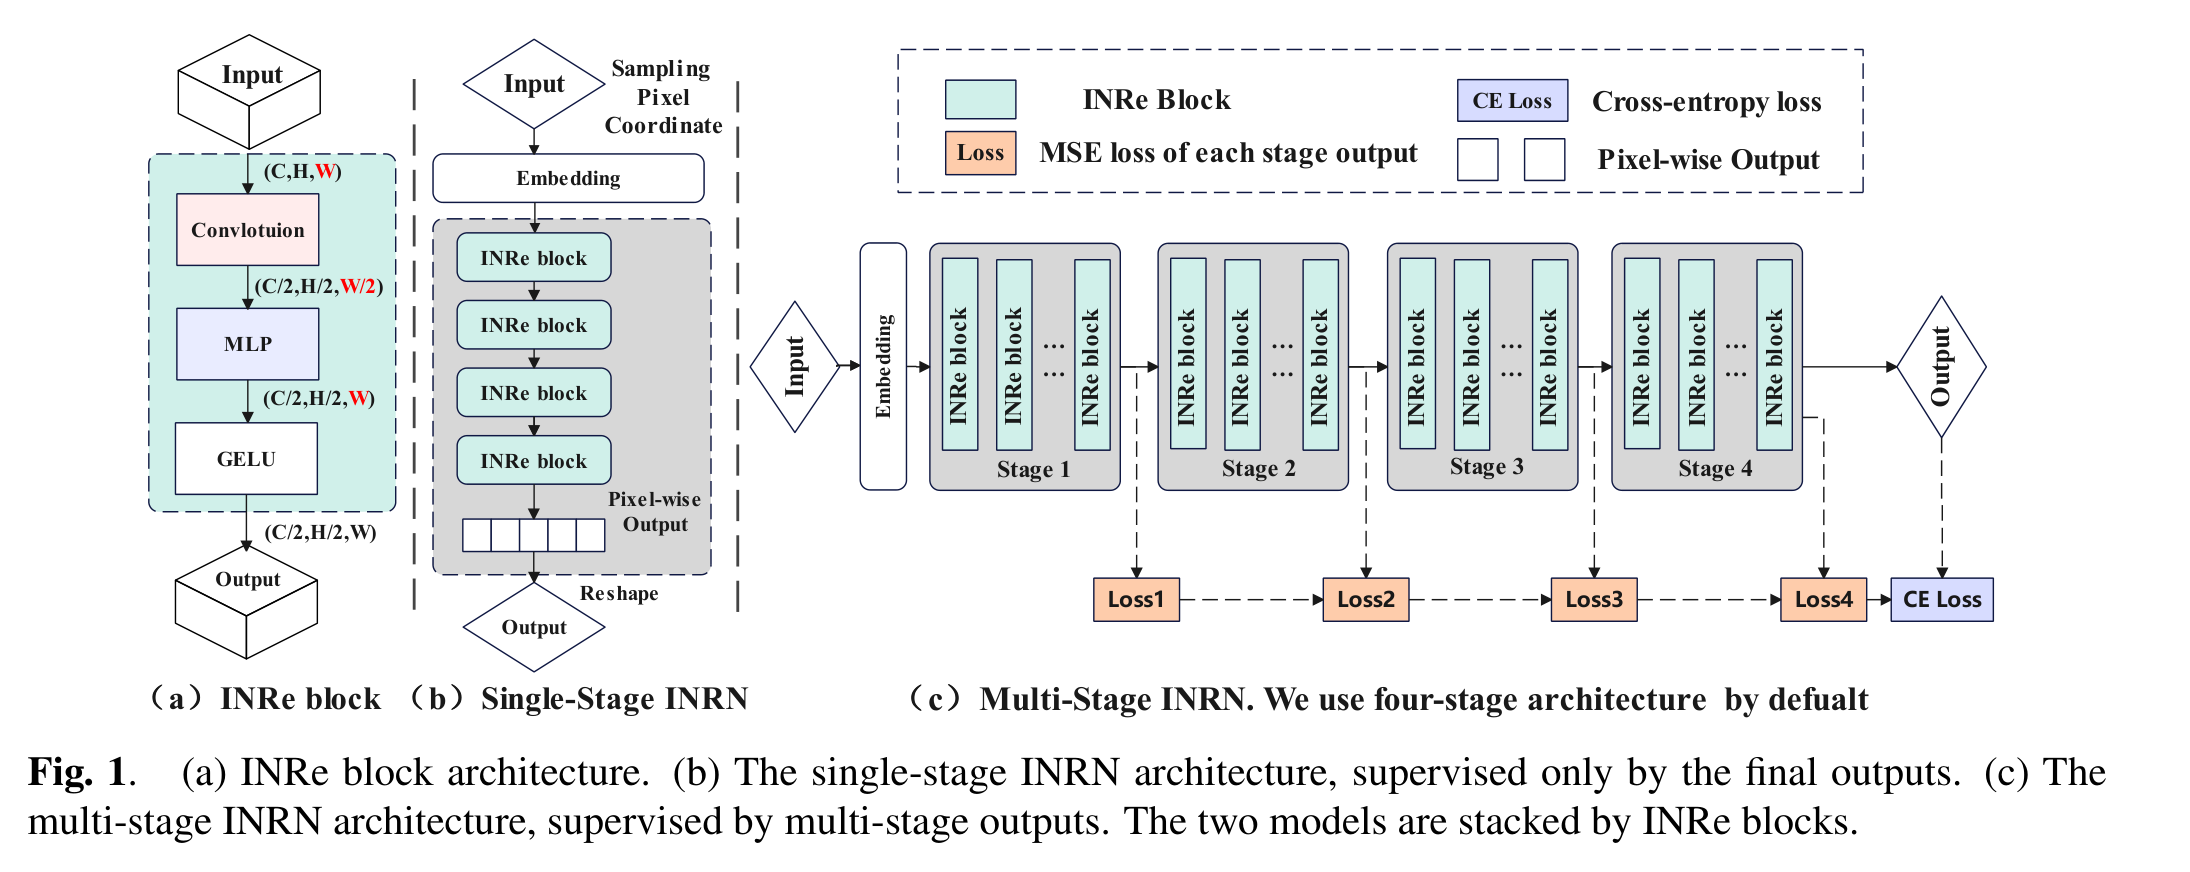 Input
(C,H,W)
Convlotuion
(C/2,H/2,W/2)
MLP
(C/2,H/2,W)
GELU
(C/2,H/2,W)
Output
(a) INRe block
Input
Sampling
Pixel
Coordinate
Embedding
INRe block
INRe block
INRe block
INRe block
Pixel-wise
Output
Reshape
Output
(b) Single-Stage INRN
INRe Block
CE Loss
Cross-entropy loss
Loss
MSE loss of each stage output
Pixel-wise Output
Input
Embedding
INRe block
INRe block
... ...
INRe block
Stage 1
INRe block
INRe block
... ...
INRe block
Stage 2
INRe block
INRe block
... ...
INRe block
Stage 3
INRe block
INRe block
... ...
INRe block
Stage 4
Output
Loss1
Loss2
Loss3
Loss4
CE Loss
(c) Multi-Stage INRN. We use four-stage architecture by defualt
Fig. 1. (a) INRe block architecture. (b) The single-stage INRN architecture, supervised only by the final outputs. (c) The
multi-stage INRN architecture, supervised by multi-stage outputs. The two models are stacked by INRe blocks.